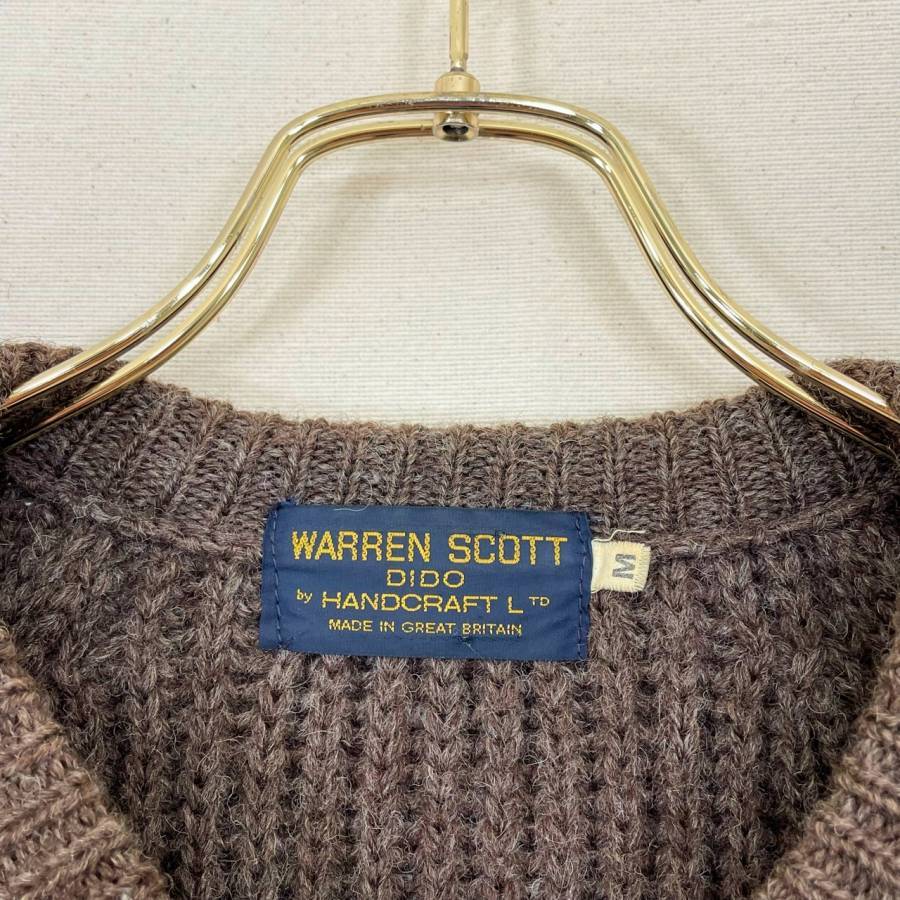 WARREN SCOTT
DIDO
by HANDCRAFT LTD
MADE IN GREAT BRITAIN
M